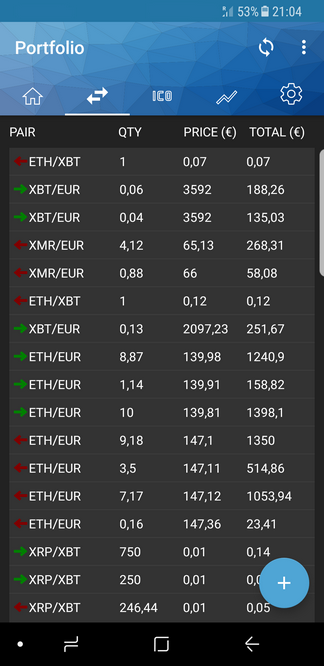 53% 21:04
Portfolio
ICO
PAIR QTY PRICE (€) TOTAL (€)
ETH/XBT 1 0,07 0,07
XBT/EUR 0,06 3592 188,26
XBT/EUR 0,04 3592 135,03
XMR/EUR 4,12 65,13 268,31
XMR/EUR 0,88 66 58,08
ETH/XBT 1 0,12 0,12
XBT/EUR 0,13 2097,23 251,67
ETH/EUR 8,87 139,98 1240,9
ETH/EUR 1,14 139,91 158,82
ETH/EUR 10 139,81 1398,1
ETH/EUR 9,18 147,1 1350
ETH/EUR 3,5 147,11 514,86
ETH/EUR 7,17 147,12 1053,94
ETH/EUR 0,16 147,36 23,41
XRP/XBT 750 0,01 0,14
XRP/XBT 250 0,01
XRP/XBT 246,44 0,01 0,05